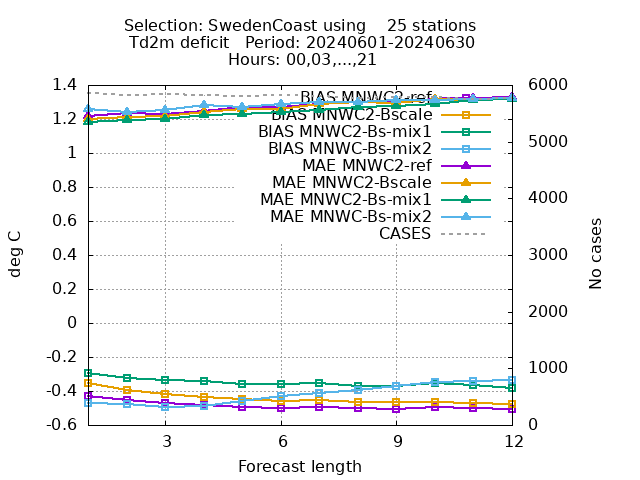 Selection: SwedenCoast using    25 stations
Td2m deficit   Period: 20240601-20240630
Hours: 00,03,...,21
1.4
1.2
1
0.8
0.6
0.4
0.2
0
-0.2
-0.4
-0.6
deg C
BIAS MNWC2-ref
BIAS MNWC2-Bscale
BIAS MNWC2-Bs-mix1
BIAS MNWC-Bs-mix2
MAE MNWC2-ref
MAE MNWC2-Bscale
MAE MNWC2-Bs-mix1
MAE MNWC-Bs-mix2
CASES
6000
5000
4000
3000
2000
1000
0
No cases
3 6 9 12
Forecast length